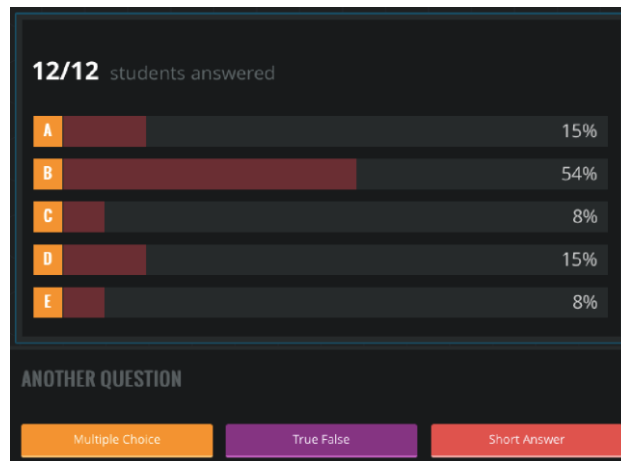 12/12 students answered
A 15%
B 54%
C 8%
D 15%
E 8%
ANOTHER QUESTION
Multiple Choice True False Short Answer